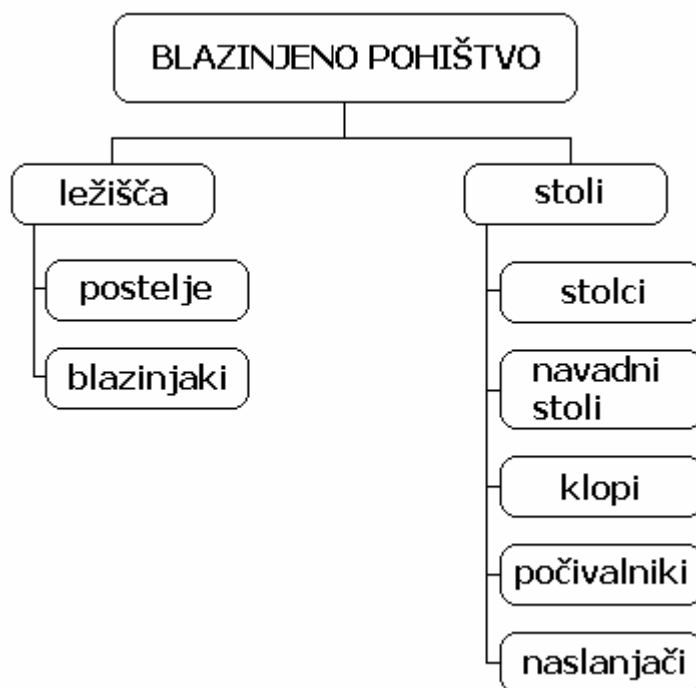 BLAZINJENO POHIŠTVO
ležišča
postelje
blazinjaki
stoli
stolci
navadni
stoli
klopi
počivalniki
naslanjači